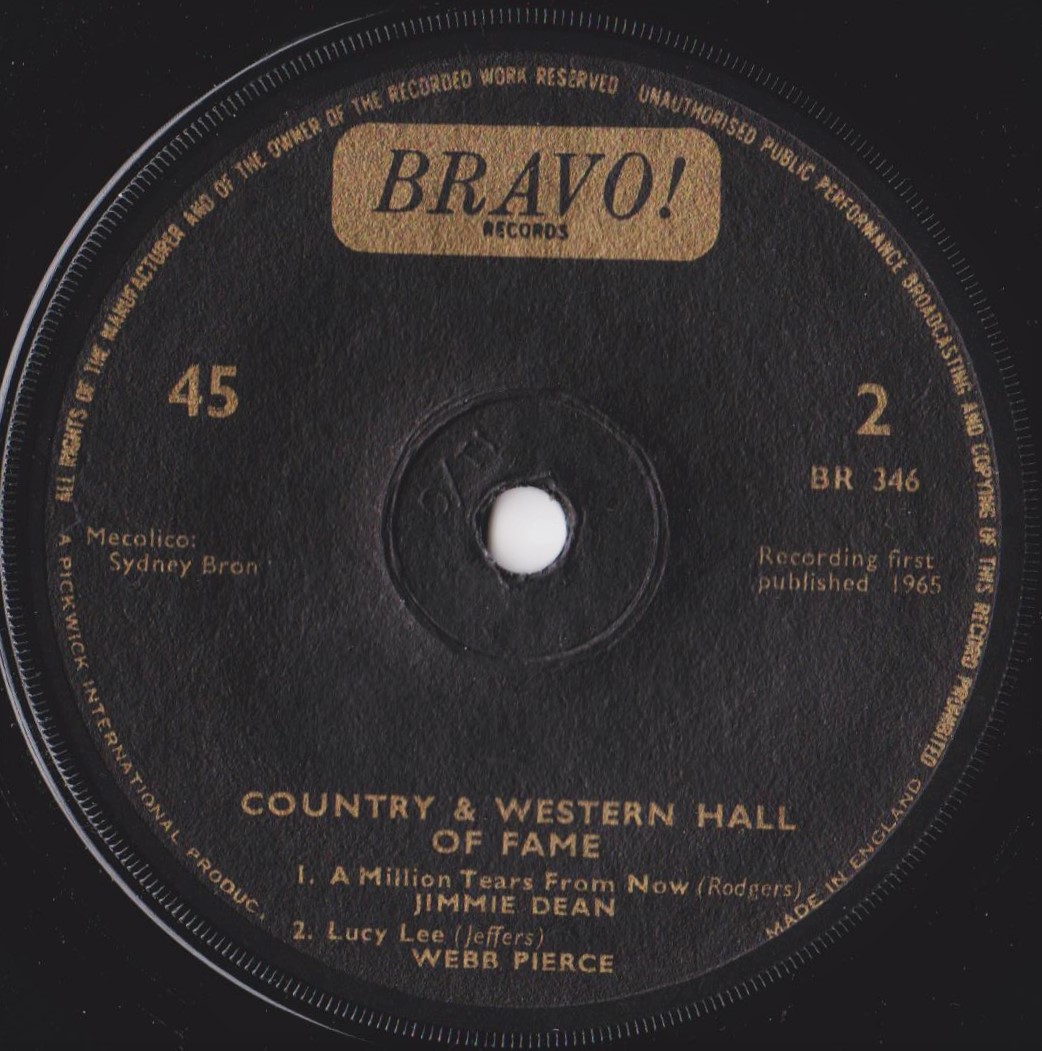 ALL RIGHTS OF THE MANUFACTURER AND OF THE OWNER OF THE RECORDED WORK RESERVED UNAUTHORISED PUBLIC PERFORMANCE BROADCASTING AND COPYING OF THIS RECORD PROHIBITED
BRAVO!
RECORDS
45
2
BR 346
Mecolico:
Sydney Bron
Recording first
published 1965
COUNTRY & WESTERN HALL
OF FAME
1. A Million Tears From Now (Rodgers)
JIMMIE DEAN
2. Lucy Lee (Jeffers)
WEBB PIERCE
A PICKWICK INTERNATIONAL PRODUC.
MADE IN ENGLAND